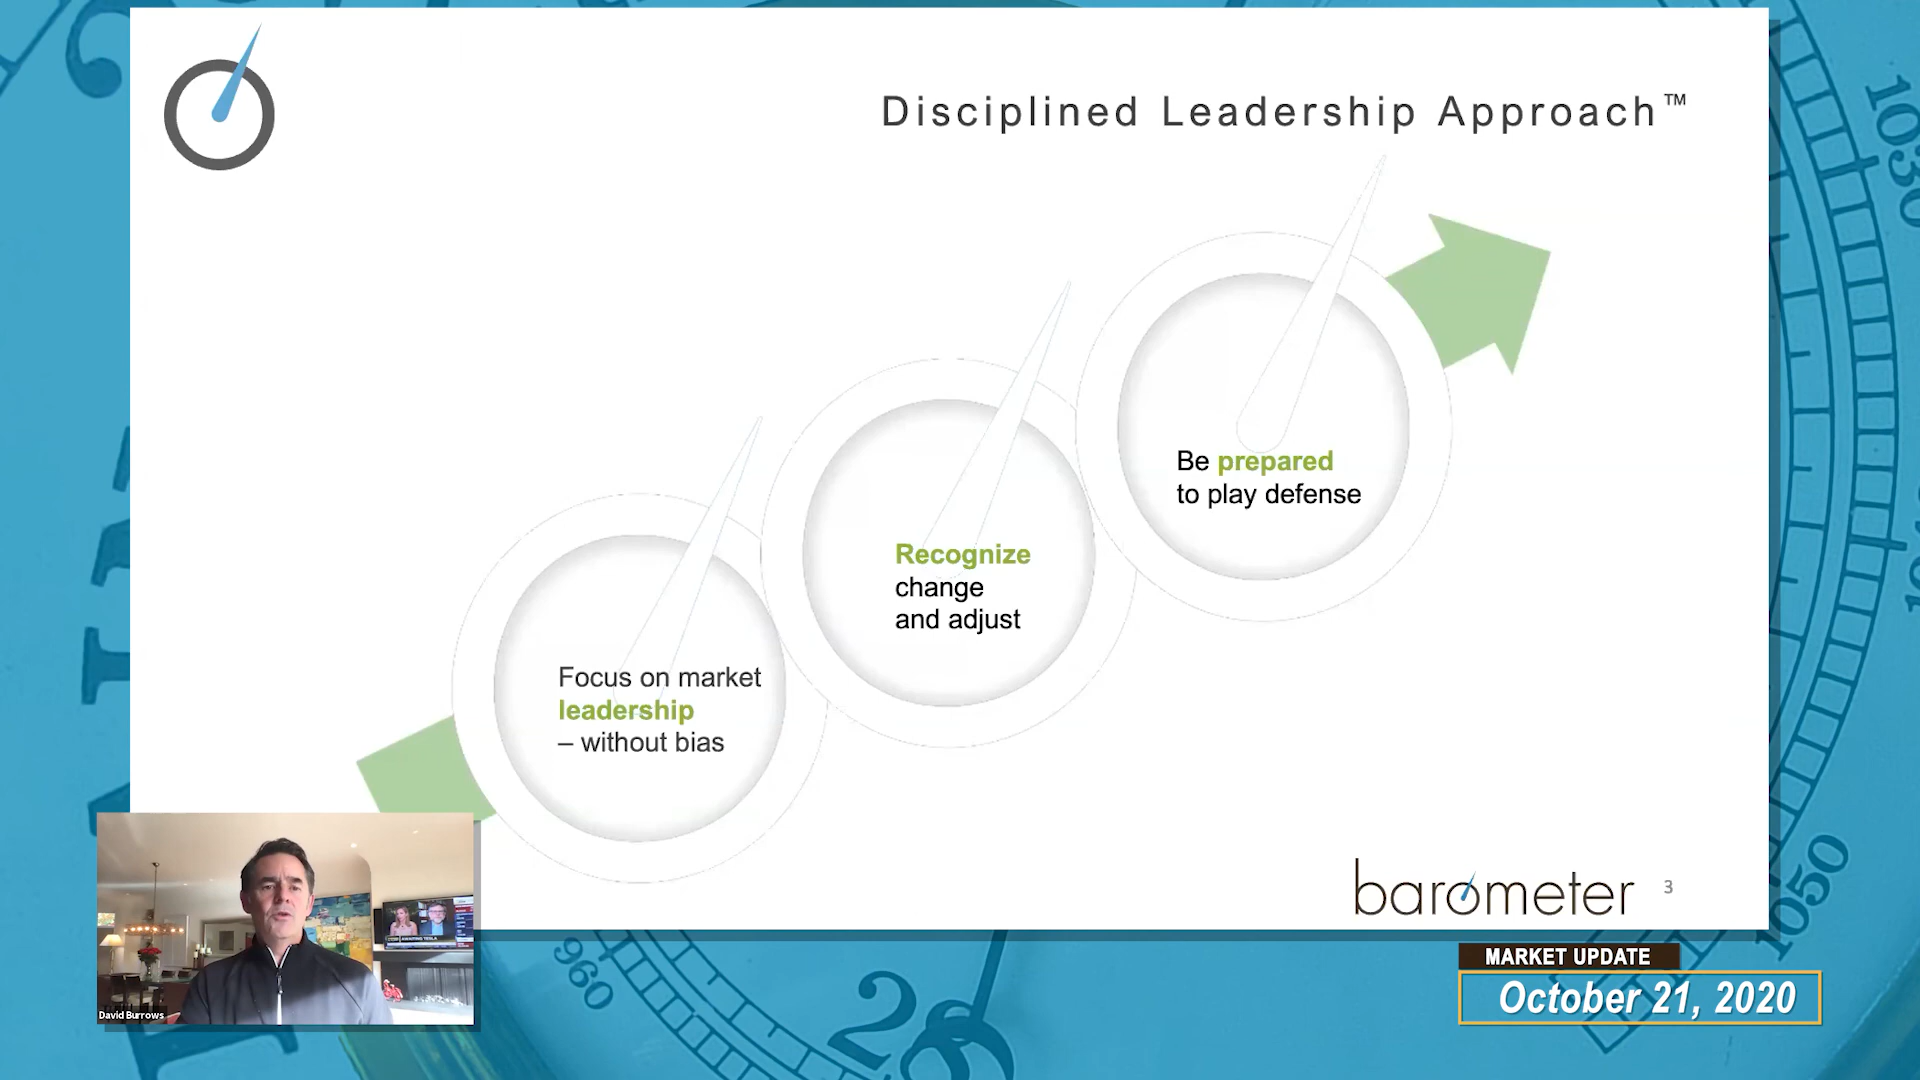 Disciplined Leadership Approach™
Be prepared
to play defense
Recognize
change
and adjust
Focus on market
leadership
– without bias
barometer
3
MARKET UPDATE
October 21, 2020
David Burrows
1030
1050
960
28